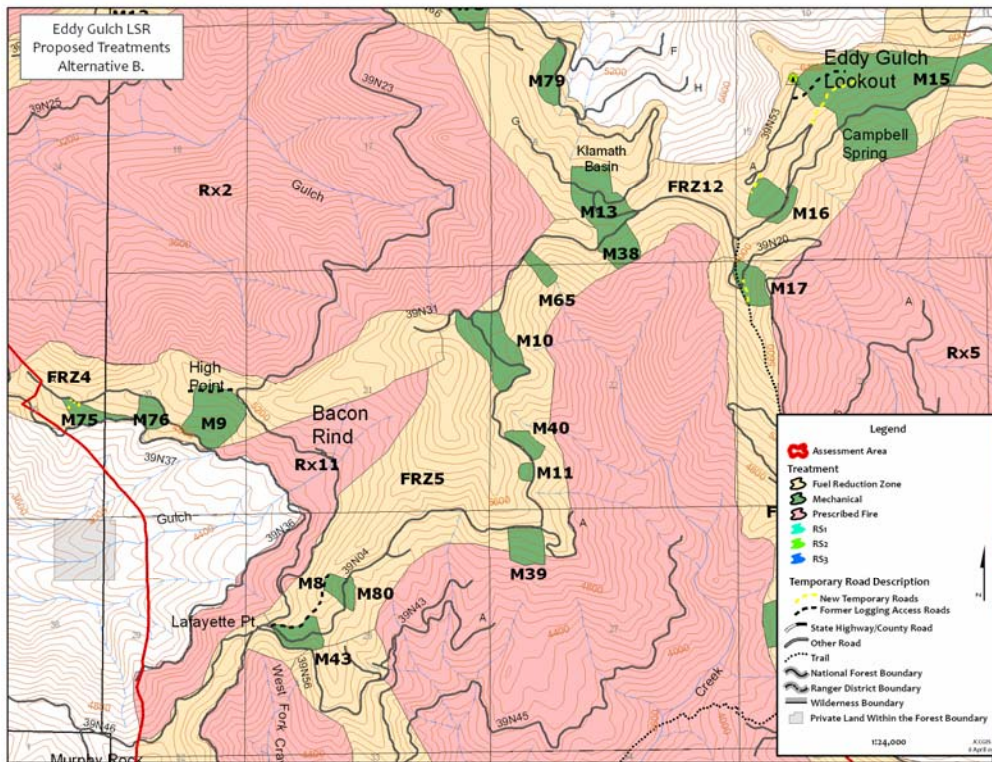 Eddy Gulch LSR
Proposed Treatments
Alternative B.
39N25
39N23
M79
F
H
G
5200
Klamath
Basin
Eddy Gulch
Lookout
M15
39N53
Campbell
Spring
Rx2
Gulch
FRZ12
M13
M38
A
M16
39N20
M17
M65
39N31
M10
A
Rx5
FRZ4
High
Point
M75
M76
M9
Bacon
Rind
Rx11
39N37
M40
M11
FRZ5
Gulch
39N36
A
M39
39N04
M8
M80
Lafayette Pt.
39N43
A
M43
39N56
West Fork
39N45
Creek
39N46
Murphy Rock
Legend
Assessment Area
Treatment
Fuel Reduction Zone
Mechanical
Prescribed Fire
RS1
RS2
RS3
Temporary Road Description
New Temporary Roads
Former Logging Access Roads
State Highway/County Road
Other Road
Trail
National Forest Boundary
Ranger District Boundary
Wilderness Boundary
Private Land Within the Forest Boundary
N
1:24,000